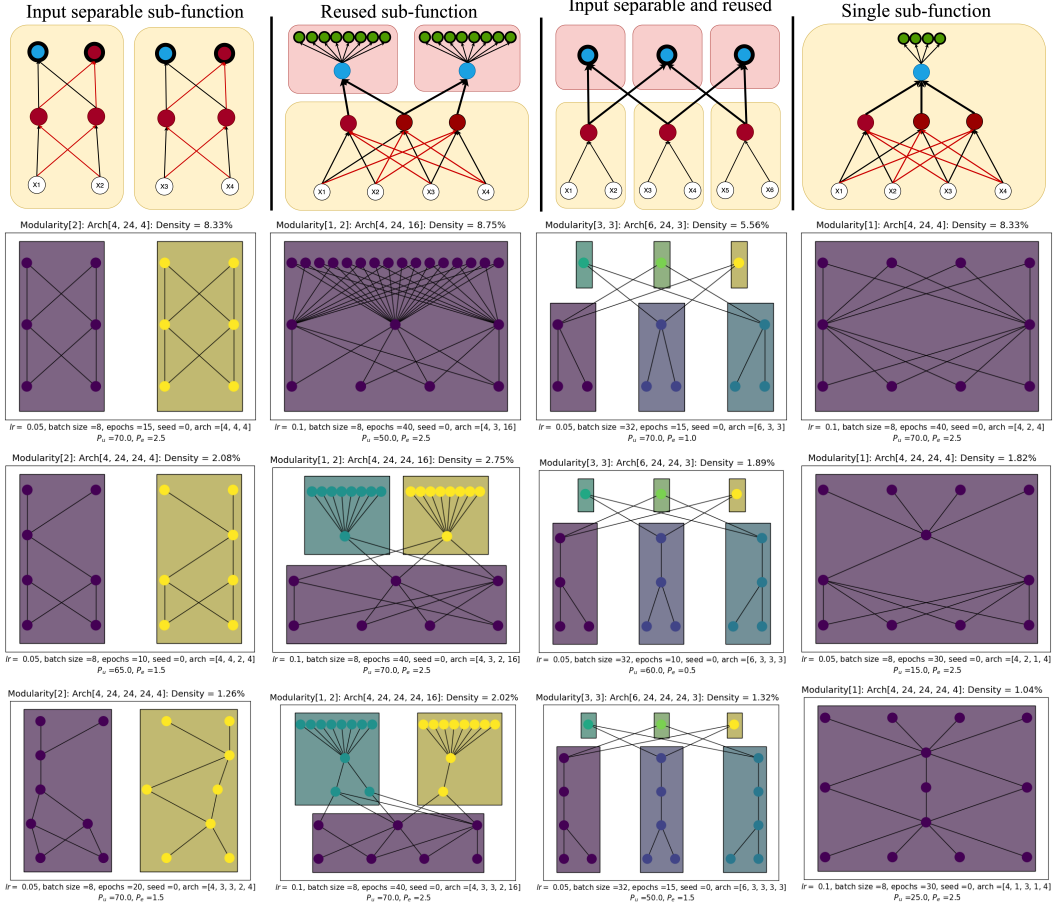 Input separable sub-function
Reused sub-function
Input separable and reused
Single sub-function
X1 X2 X3 X4
X1 X2 X3 X4
X1 X2 X3 X4 X5 X6
X1 X2 X3 X4
Modularity[2]: Arch[4, 24, 4]: Density = 8.33%
Modularity[1, 2]: Arch[4, 24, 16]: Density = 8.75%
Modularity[3, 3]: Arch[6, 24, 3]: Density = 5.56%
Modularity[1]: Arch[4, 24, 4]: Density = 8.33%
lr = 0.05, batch size =8, epochs =15, seed =0, arch =[4, 4, 4]
Pu =70.0, Pe =2.5
lr = 0.1, batch size =8, epochs =40, seed =0, arch =[4, 3, 16]
Pu =50.0, Pe =2.5
lr = 0.05, batch size =32, epochs =15, seed =0, arch =[6, 3, 3]
Pu =70.0, Pe =1.0
lr = 0.1, batch size =8, epochs =40, seed =0, arch =[4, 2, 4]
Pu =70.0, Pe =2.5
Modularity[2]: Arch[4, 24, 24, 4]: Density = 2.08%
Modularity[1, 2]: Arch[4, 24, 24, 16]: Density = 2.75%
Modularity[3, 3]: Arch[6, 24, 24, 3]: Density = 1.89%
Modularity[1]: Arch[4, 24, 24, 4]: Density = 1.82%
lr = 0.05, batch size =8, epochs =10, seed =0, arch =[4, 4, 2, 4]
Pu =65.0, Pe =1.5
lr = 0.1, batch size =8, epochs =40, seed =0, arch =[4, 3, 2, 16]
Pu =70.0, Pe =2.5
lr = 0.05, batch size =32, epochs =10, seed =0, arch =[6, 3, 3, 3]
Pu =60.0, Pe =0.5
lr = 0.05, batch size =8, epochs =30, seed =0, arch =[4, 2, 1, 4]
Pu =15.0, Pe =2.5
Modularity[2]: Arch[4, 24, 24, 24, 4]: Density = 1.26%
Modularity[1, 2]: Arch[4, 24, 24, 24, 16]: Density = 2.02%
Modularity[3, 3]: Arch[6, 24, 24, 24, 3]: Density = 1.32%
Modularity[1]: Arch[4, 24, 24, 24, 4]: Density = 1.04%
lr = 0.05, batch size =8, epochs =20, seed =0, arch =[4, 3, 3, 2, 4]
Pu =70.0, Pe =1.5
lr = 0.1, batch size =8, epochs =40, seed =0, arch =[4, 3, 3, 2, 16]
Pu =70.0, Pe =2.5
lr = 0.05, batch size =32, epochs =15, seed =0, arch =[6, 3, 3, 3, 3]
Pu =50.0, Pe =1.5
lr = 0.1, batch size =8, epochs =30, seed =0, arch =[4, 1, 3, 1, 4]
Pu =25.0, Pe =2.5